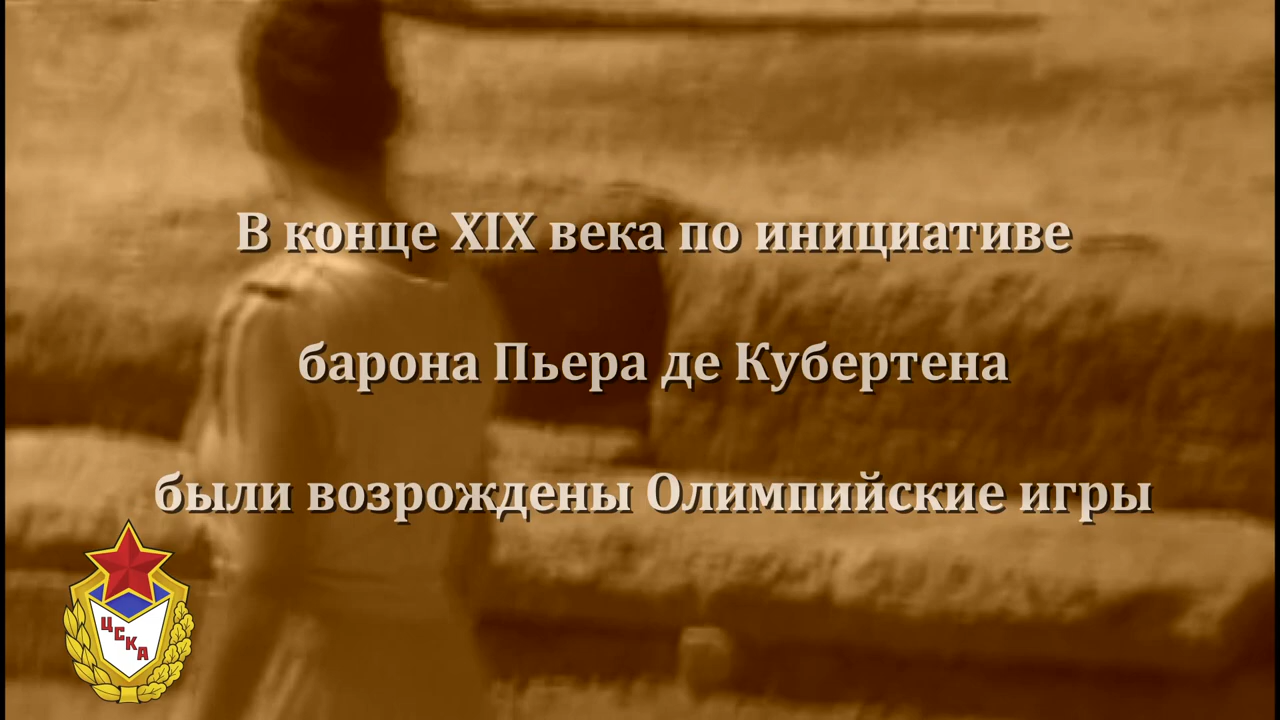 В конце XIX века по инициативе
барона Пьера де Кубертена
были возрождены Олимпийские игры
ЦСКА